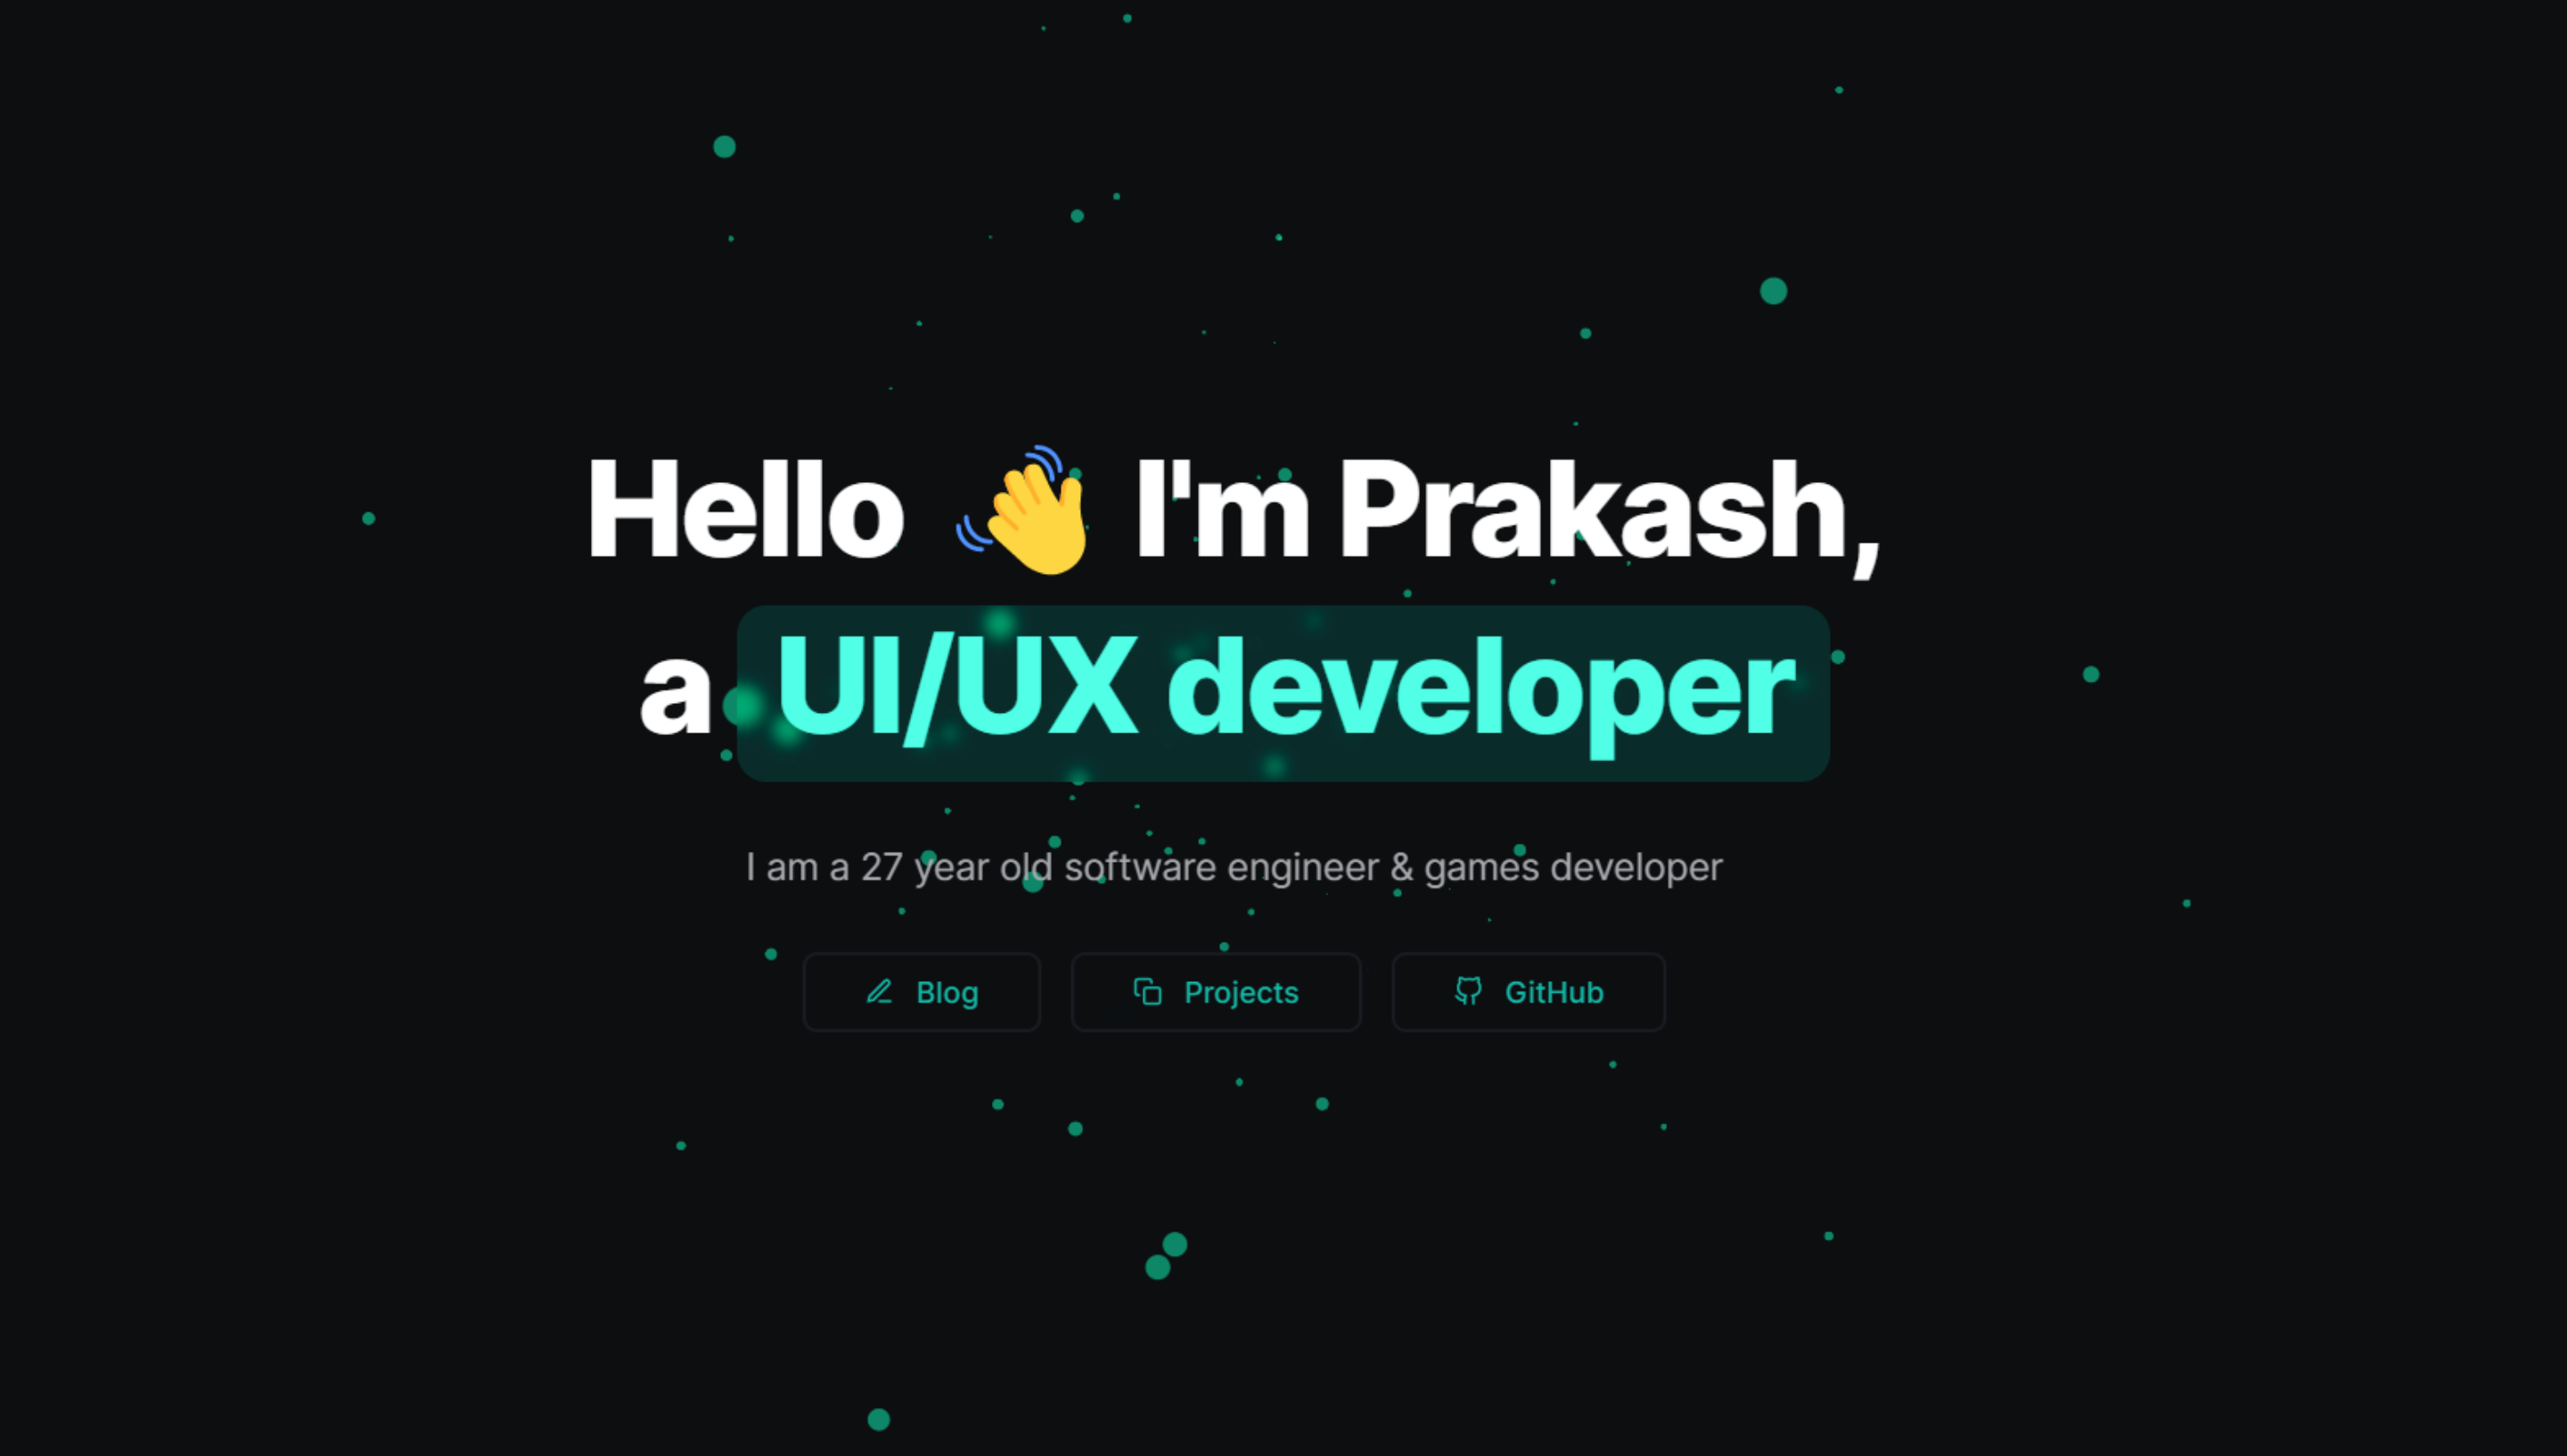 Hello 👋 I'm Prakash,
a UI/UX developer
I am a 27 year old software engineer & games developer
Blog
Projects
GitHub